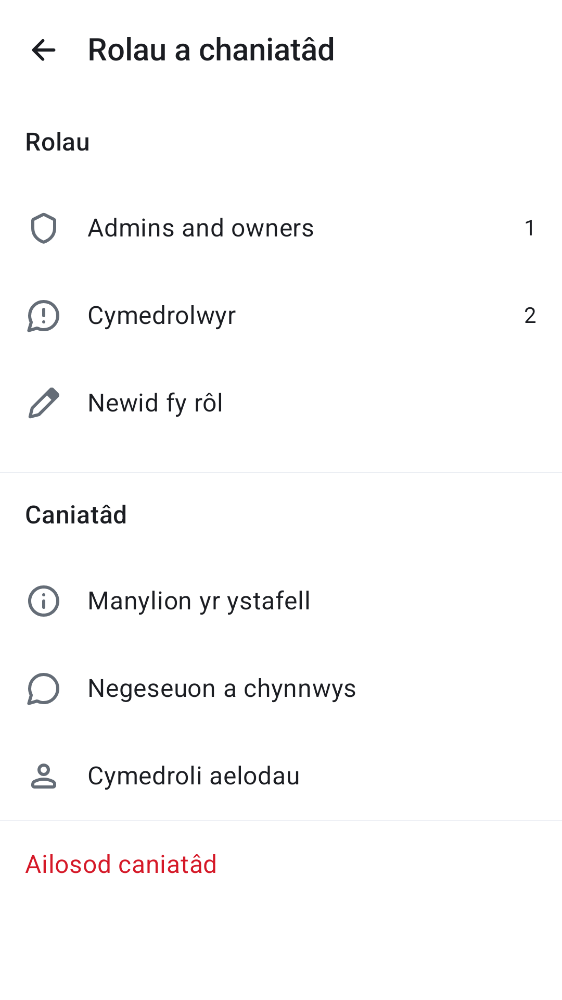 Rolau a chaniatâd
Rolau
Admins and owners 1
Cymedrolwyr 2
Newid fy rôl
Caniatâd
Manylion yr ystafell
Negeseuon a chynnwys
Cymedroli aelodau
Ailosod caniatâd